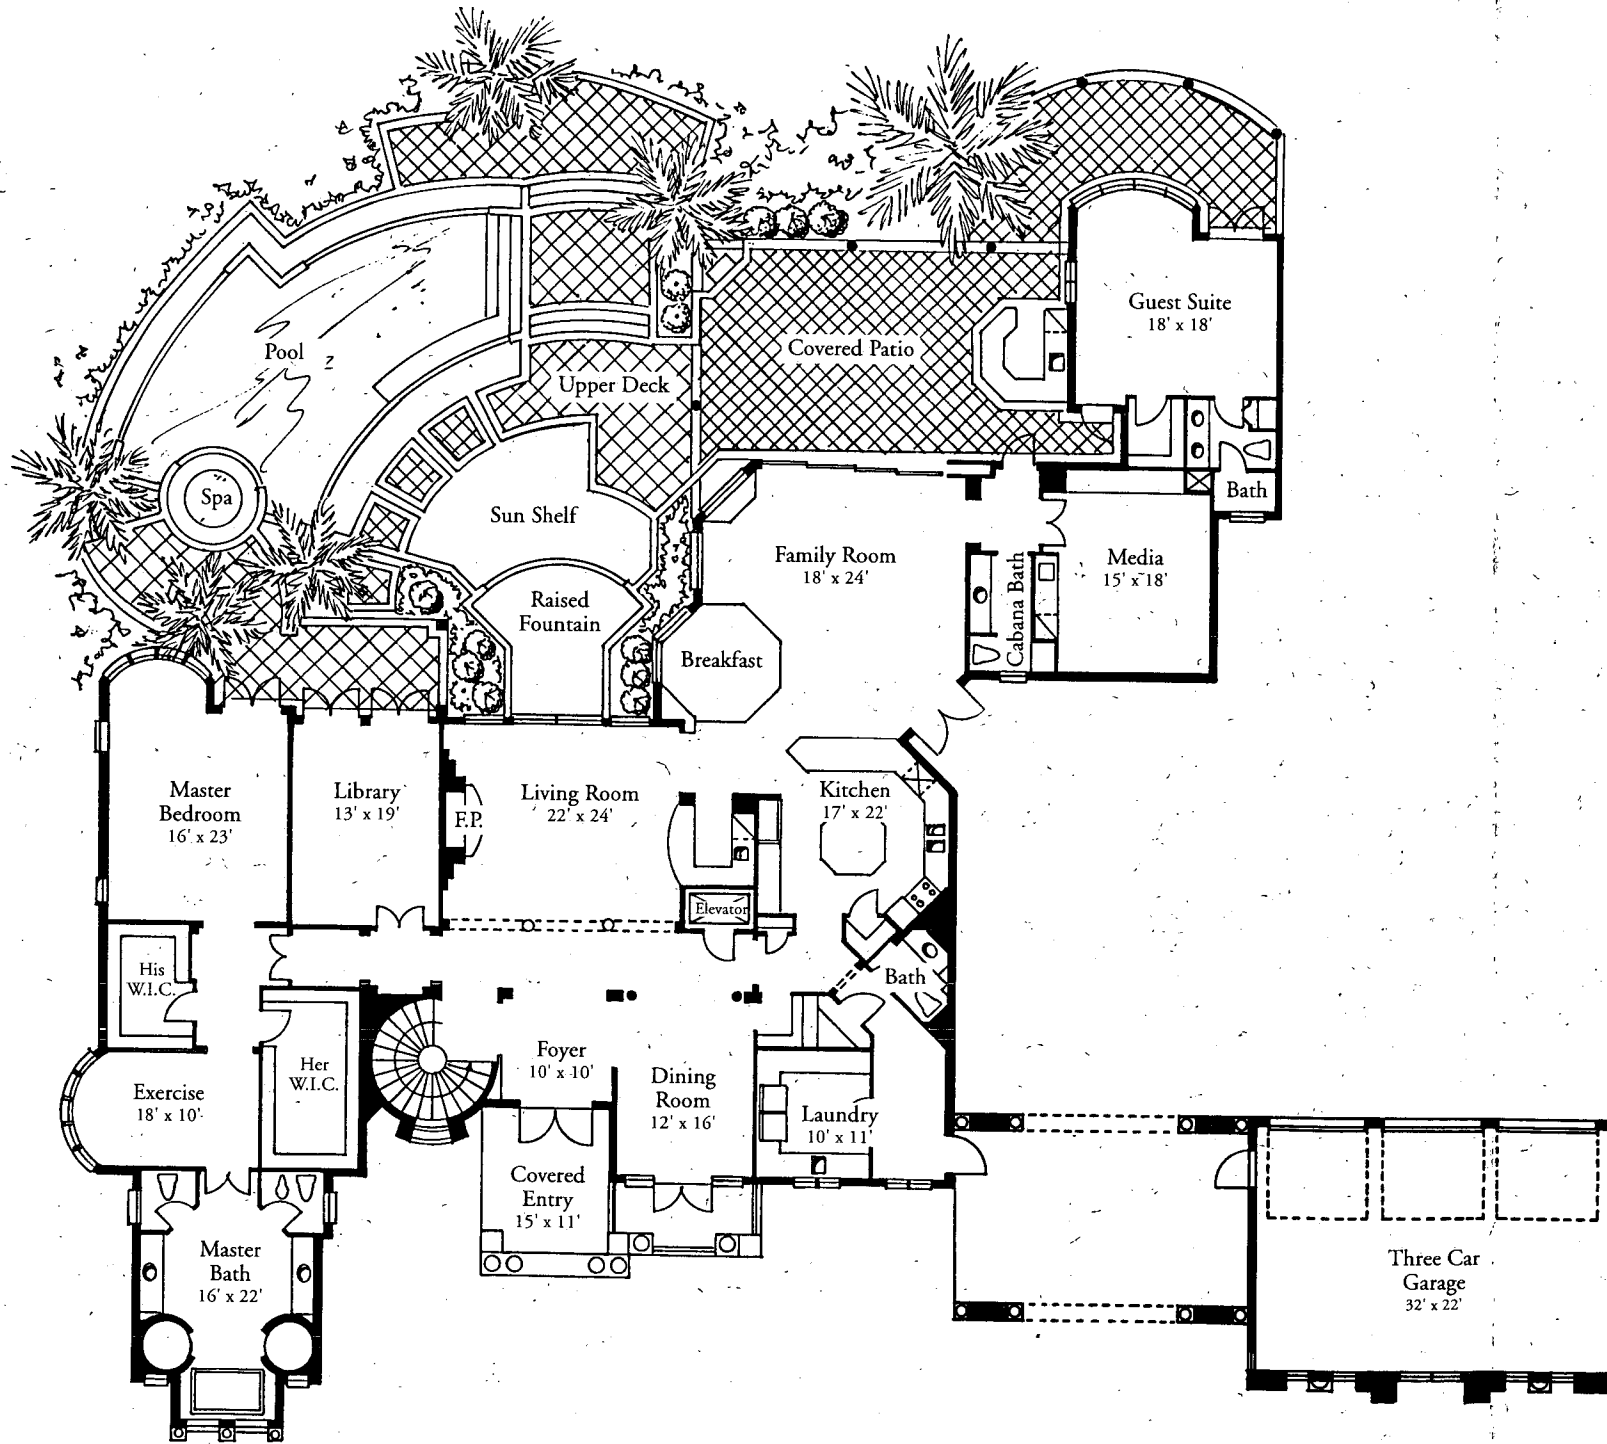 Guest Suite
18' x 18'
Pool
Covered Patio
Upper Deck
Spa
Bath
Sun Shelf
Family Room
18' x 24'
Media
15' x 18'
Cabana Bath
Raised
Fountain
Breakfast
Master
Bedroom
16' x 23'
Library
13' x 19'
F.P.
Living Room
22' x 24'
Kitchen
17' x 22'
Elevator
His
W.I.C.
Bath
Her
W.I.C.
Foyer
10' x 10'
Exercise
18' x 10'
Dining
Room
12' x 16'
Laundry
10' x 11'
Covered
Entry
15' x 11'
Master
Bath
16' x 22'
Three Car
Garage
32' x 22'